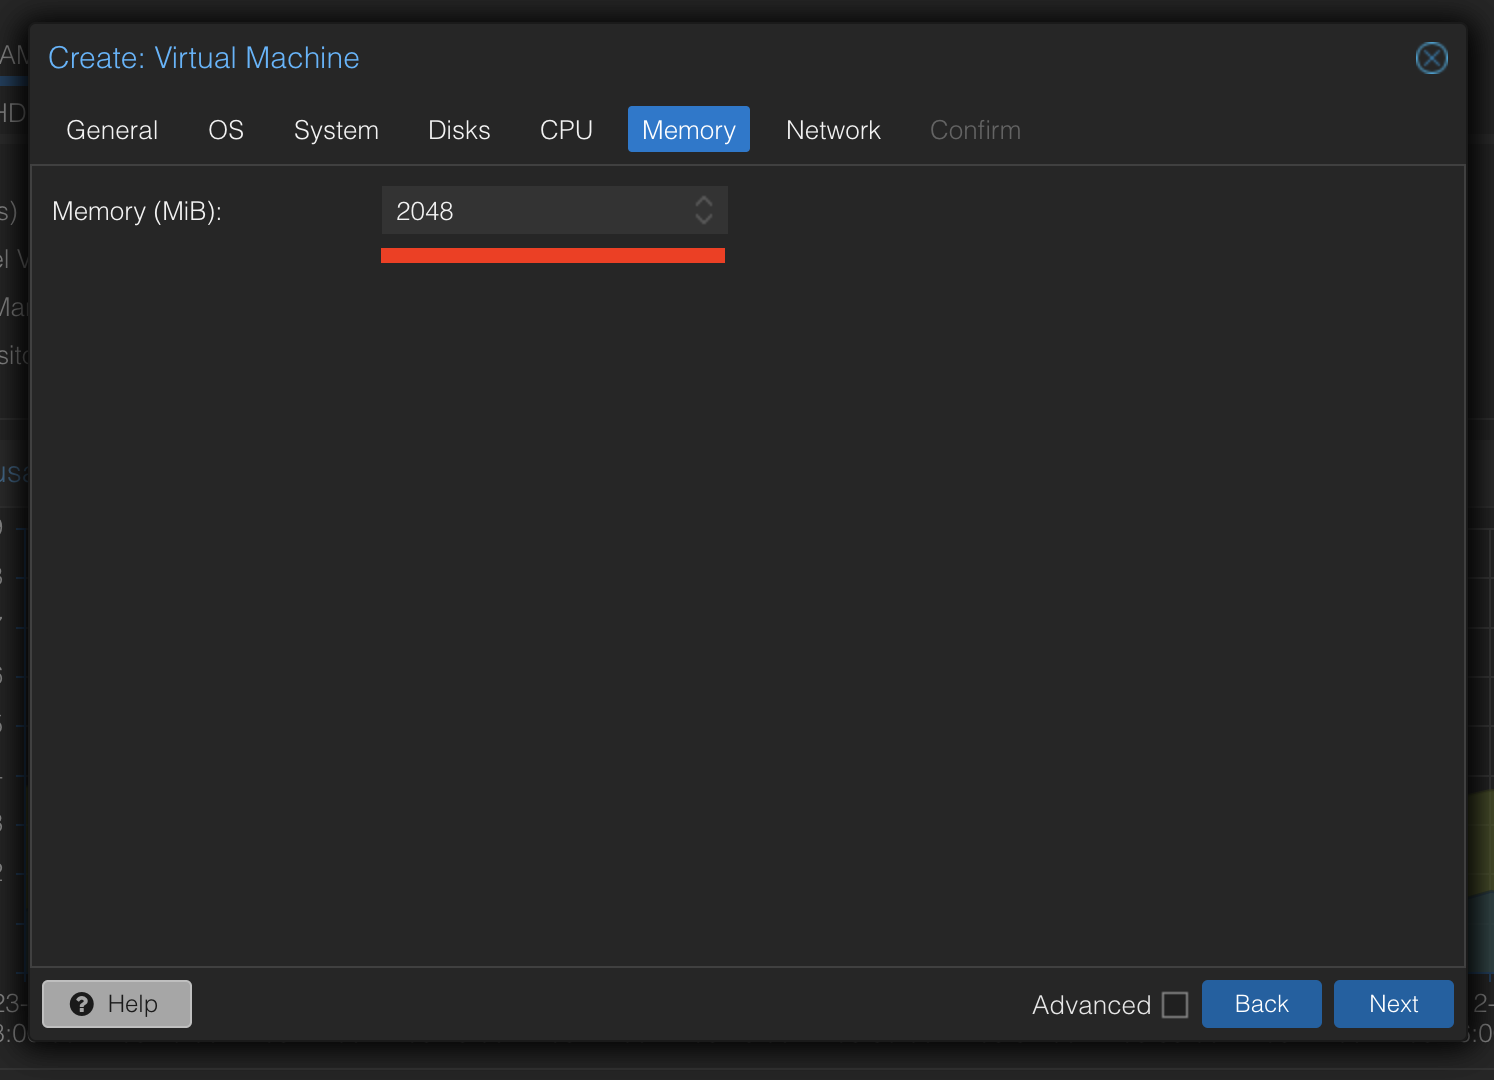 Create: Virtual Machine
General OS System Disks CPU Memory Network Confirm
Memory (MiB): 2048
Help Advanced Back Next